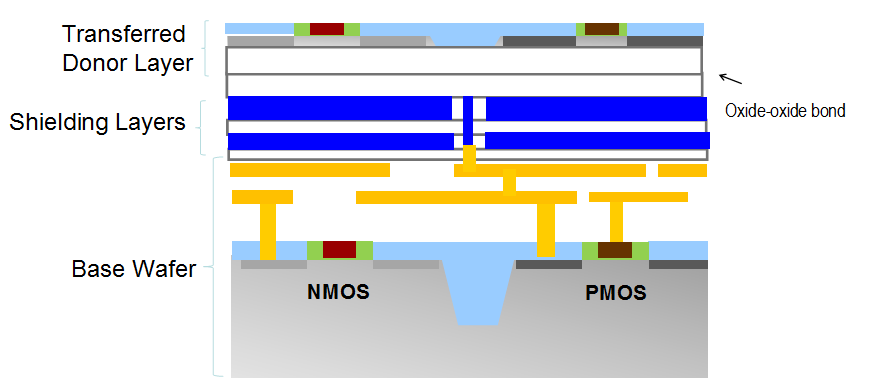 Transferred
Donor Layer
Oxide-oxide bond
Shielding Layers
Base Wafer
NMOS
PMOS